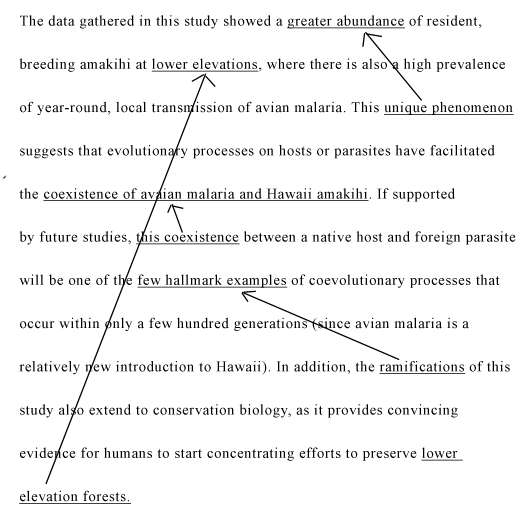 The data gathered in this study showed a greater abundance of resident,
breeding amakihi at lower elevations, where there is also a high prevalence
of year-round, local transmission of avian malaria. This unique phenomenon
suggests that evolutionary processes on hosts or parasites have facilitated
the coexistence of avaian malaria and Hawaii amakihi. If supported
by future studies, this coexistence between a native host and foreign parasite
will be one of the few hallmark examples of coevolutionary processes that
occur within only a few hundred generations (since avian malaria is a
relatively new introduction to Hawaii). In addition, the ramifications of this
study also extend to conservation biology, as it provides convincing
evidence for humans to start concentrating efforts to preserve lower
elevation forests.